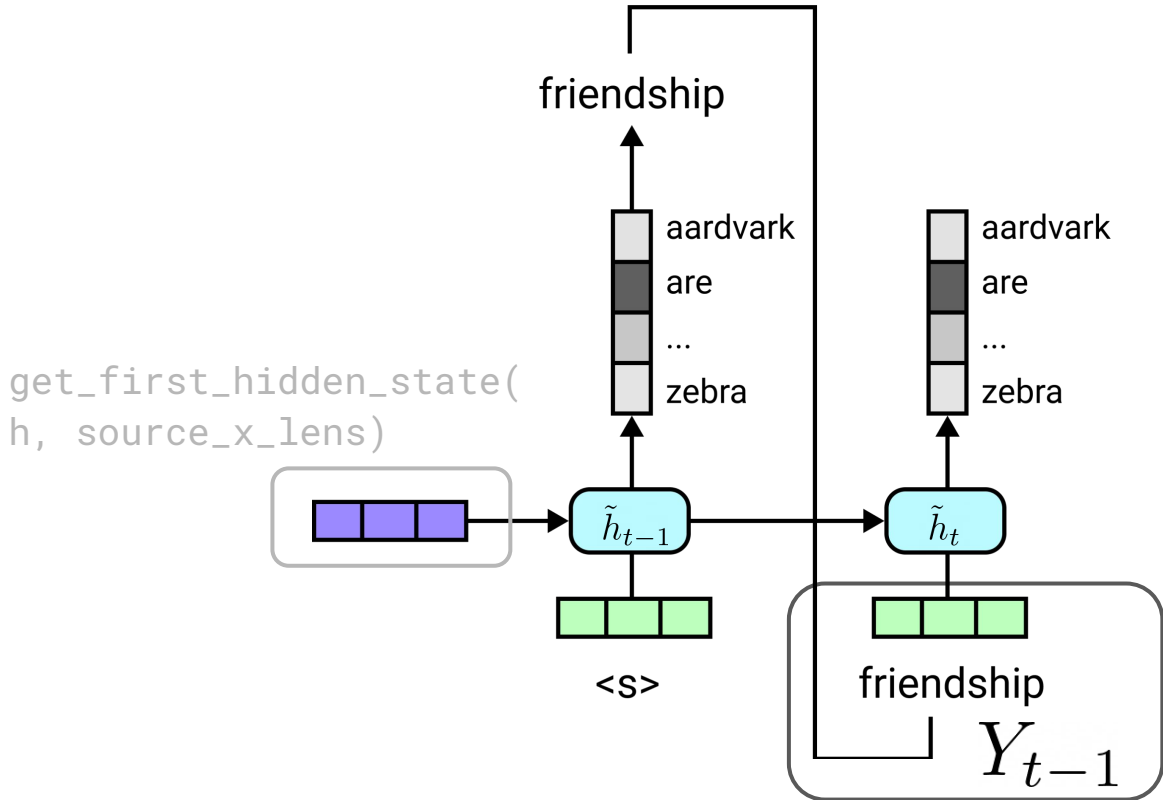 friendship
aardvark
are
...
zebra
aardvark
are
...
zebra
get_first_hidden_state(
h, source_x_lens)
h̃ₜ₋₁
h̃ₜ
<s>
friendship
Yₜ₋₁